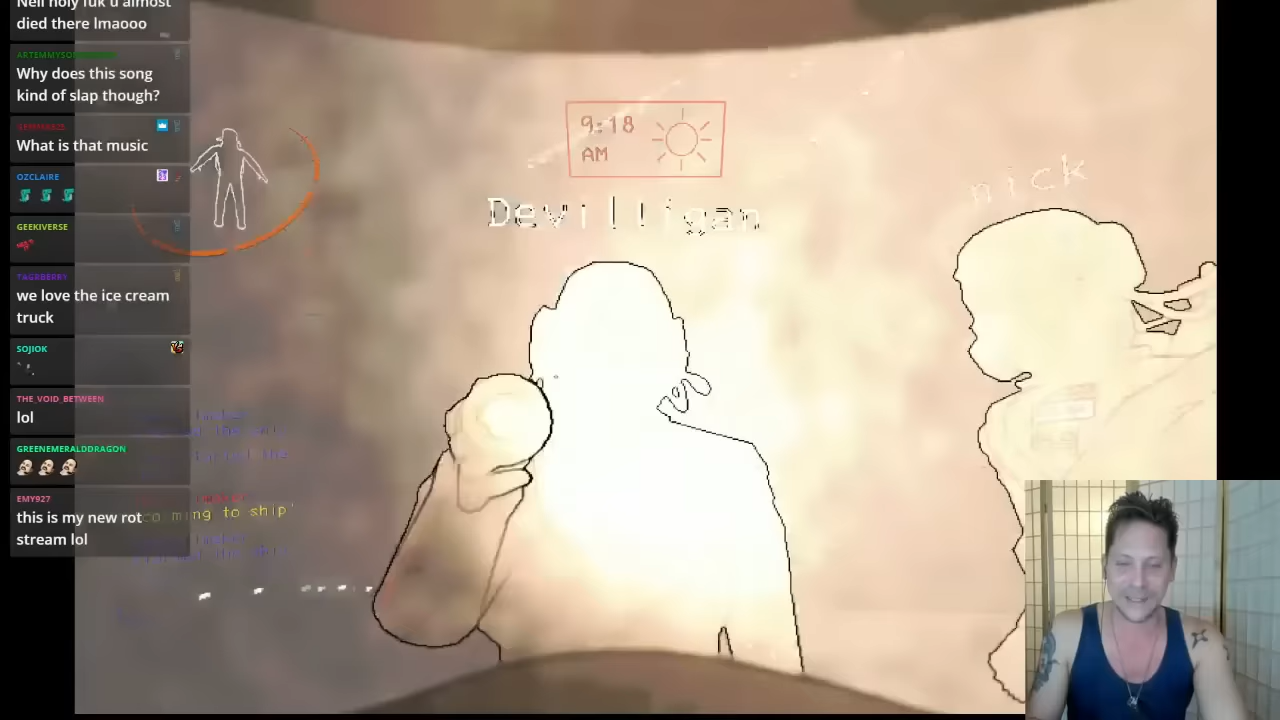 Neil holy fuk u almost
died there lmaooo
Why does this song
kind of slap though?
What is that music
OZCLAIRE
GEEKIVERSE
we love the ice cream
truck
SOJIOK
THE_VOID_BETWEEN
lol
GREENEMERALDDRAGON
EMY927
this is my new rot
stream lol
9:18
AM
Devilligan
nick
to ship'